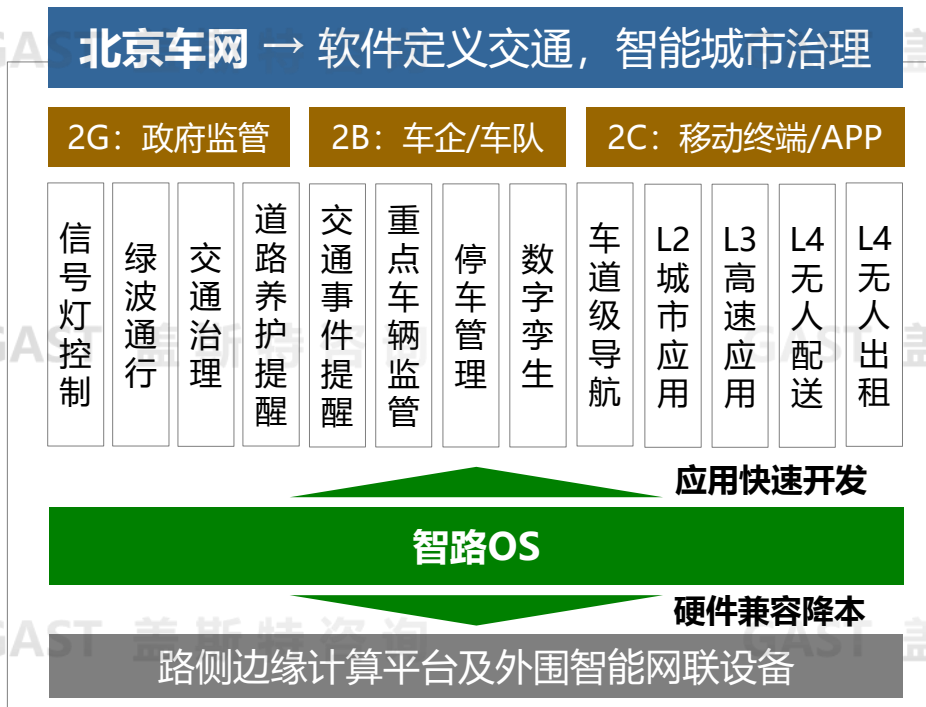 北京车网 → 软件定义交通，智能城市治理
2G：政府监管
2B：车企/车队
2C：移动终端/APP
信号灯控制
绿波通行
交通治理
道路养护提醒
交通事件提醒
重点车辆监管
停车管理
数字孪生
车道级导航
L2城市应用
L3高速应用
L4无人配送
L4无人出租
应用快速开发
智路OS
硬件兼容降本
路侧边缘计算平台及外围智能网联设备
GAST 盖斯特咨询